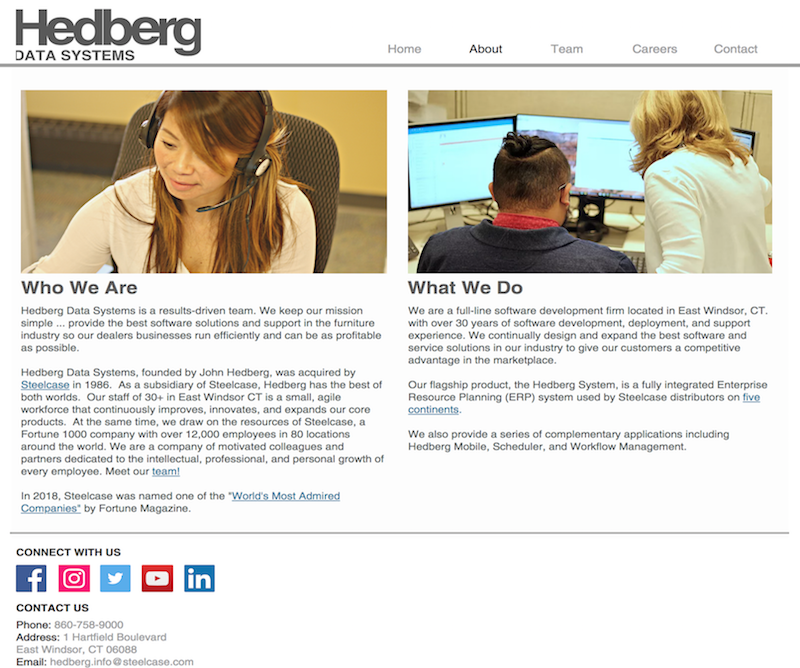 Hedberg
DATA SYSTEMS
Home
About
Team
Careers
Contact
Who We Are
Hedberg Data Systems is a results-driven team. We keep our mission
simple ... provide the best software solutions and support in the furniture
industry so our dealers businesses run efficiently and can be as profitable
as possible.
Hedberg Data Systems, founded by John Hedberg, was acquired by
Steelcase in 1986. As a subsidiary of Steelcase, Hedberg has the best of
both worlds. Our staff of 30+ in East Windsor CT is a small, agile
workforce that continuously improves, innovates, and expands our core
products. At the same time, we draw on the resources of Steelcase, a
Fortune 1000 company with over 12,000 employees in 80 locations
around the world. We are a company of motivated colleagues and
partners dedicated to the intellectual, professional, and personal growth of
every employee. Meet our team!
In 2018, Steelcase was named one of the "World's Most Admired
Companies" by Fortune Magazine.
What We Do
We are a full-line software development firm located in East Windsor, CT.
with over 30 years of software development, deployment, and support
experience. We continually design and expand the best software and
service solutions in our industry to give our customers a competitive
advantage in the marketplace.
Our flagship product, the Hedberg System, is a fully integrated Enterprise
Resource Planning (ERP) system used by Steelcase distributors on five
continents.
We also provide a series of complementary applications including
Hedberg Mobile, Scheduler, and Workflow Management.
CONNECT WITH US
CONTACT US
Phone: 860-758-9000
Address: 1 Hartfield Boulevard
East Windsor, CT 06088
Email: hedberg.info@steelcase.com